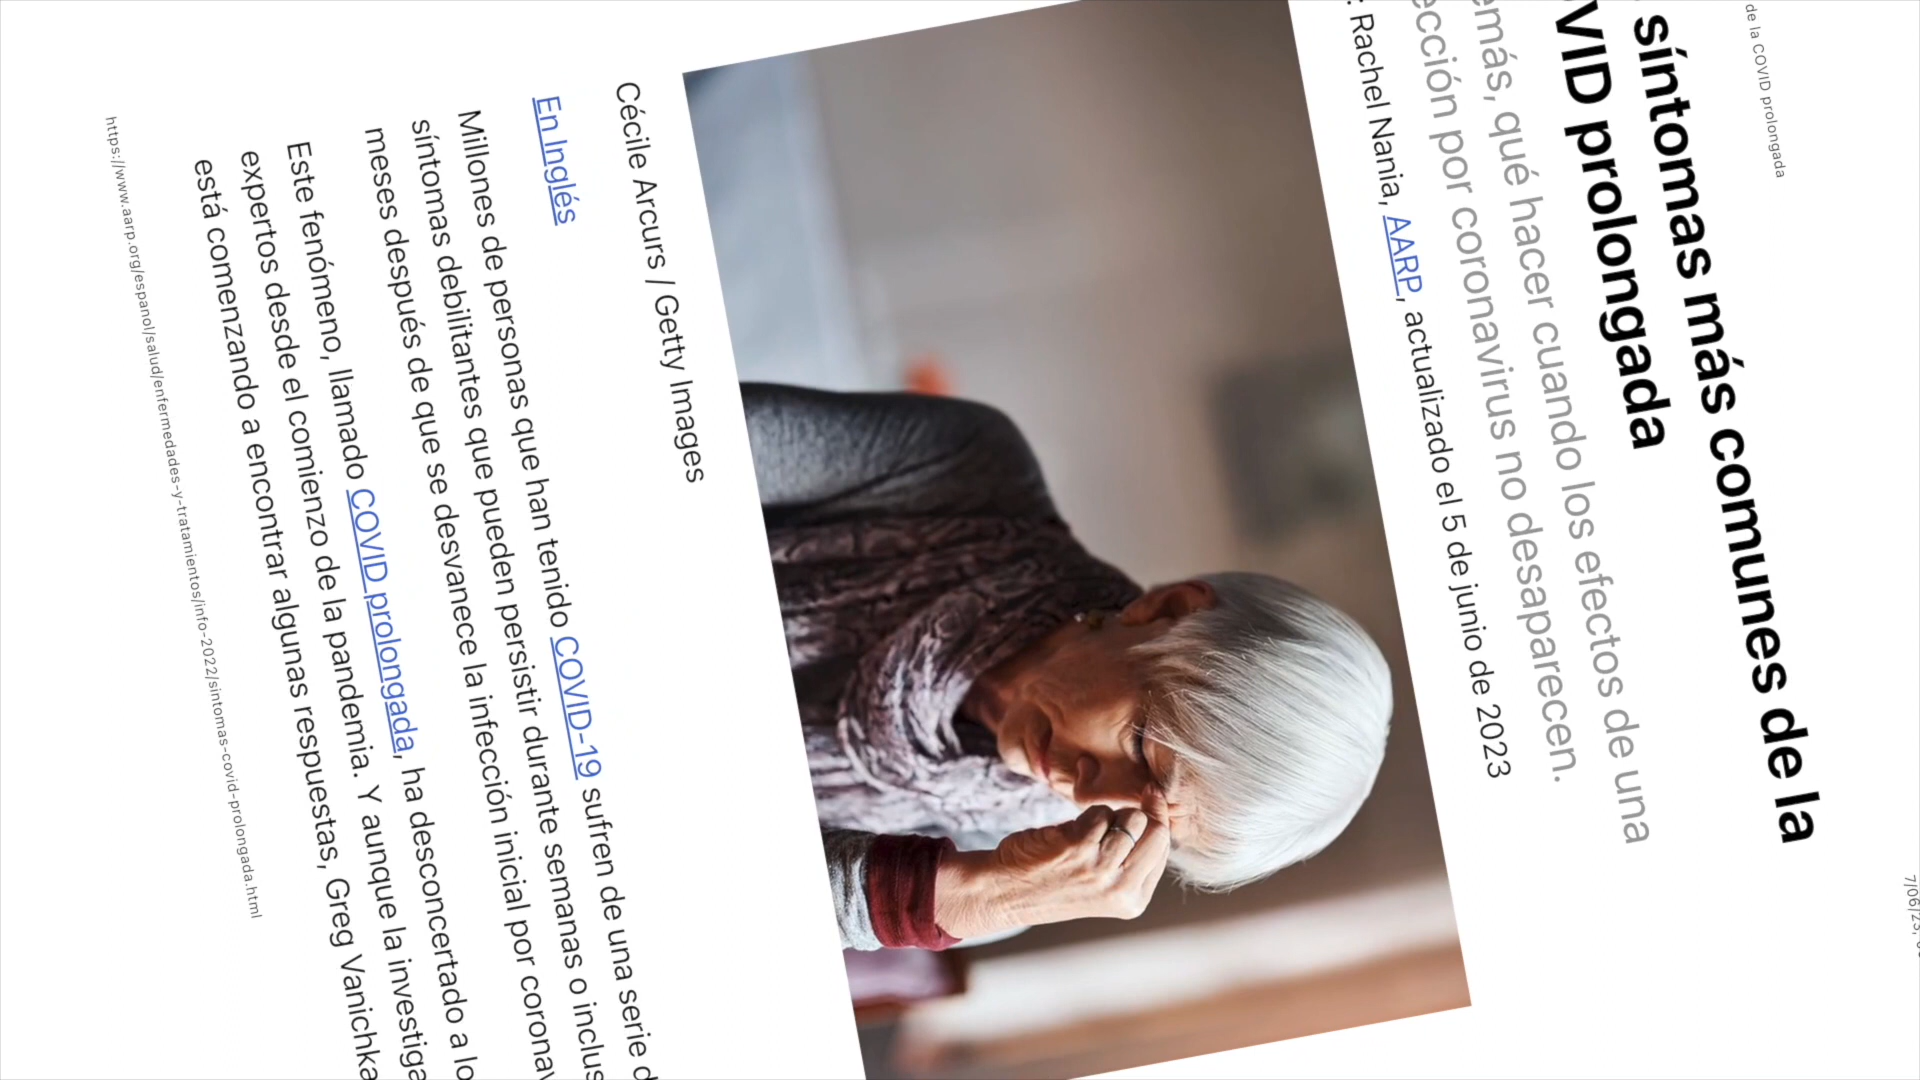 de la COVID prolongada
7/06/23,
síntomas más comunes de la
VID prolongada
emás, qué hacer cuando los efectos de una
ección por coronavirus no desaparecen.
: Rachel Nania, AARP, actualizado el 5 de junio de 2023
Cécile Arcurs / Getty Images
En Inglés
Millones de personas que han tenido COVID-19 sufren de una serie d
síntomas debilitantes que pueden persistir durante semanas o inclus
meses después de que se desvanece la infección inicial por corona
Este fenómeno, llamado COVID prolongada, ha desconcertado a lo
expertos desde el comienzo de la pandemia. Y aunque la investiga
está comenzando a encontrar algunas respuestas, Greg Vanichka
https://www.aarp.org/espanol/salud/enfermedades-y-tratamientos/info-2022/sintomas-covid-prolongada.html